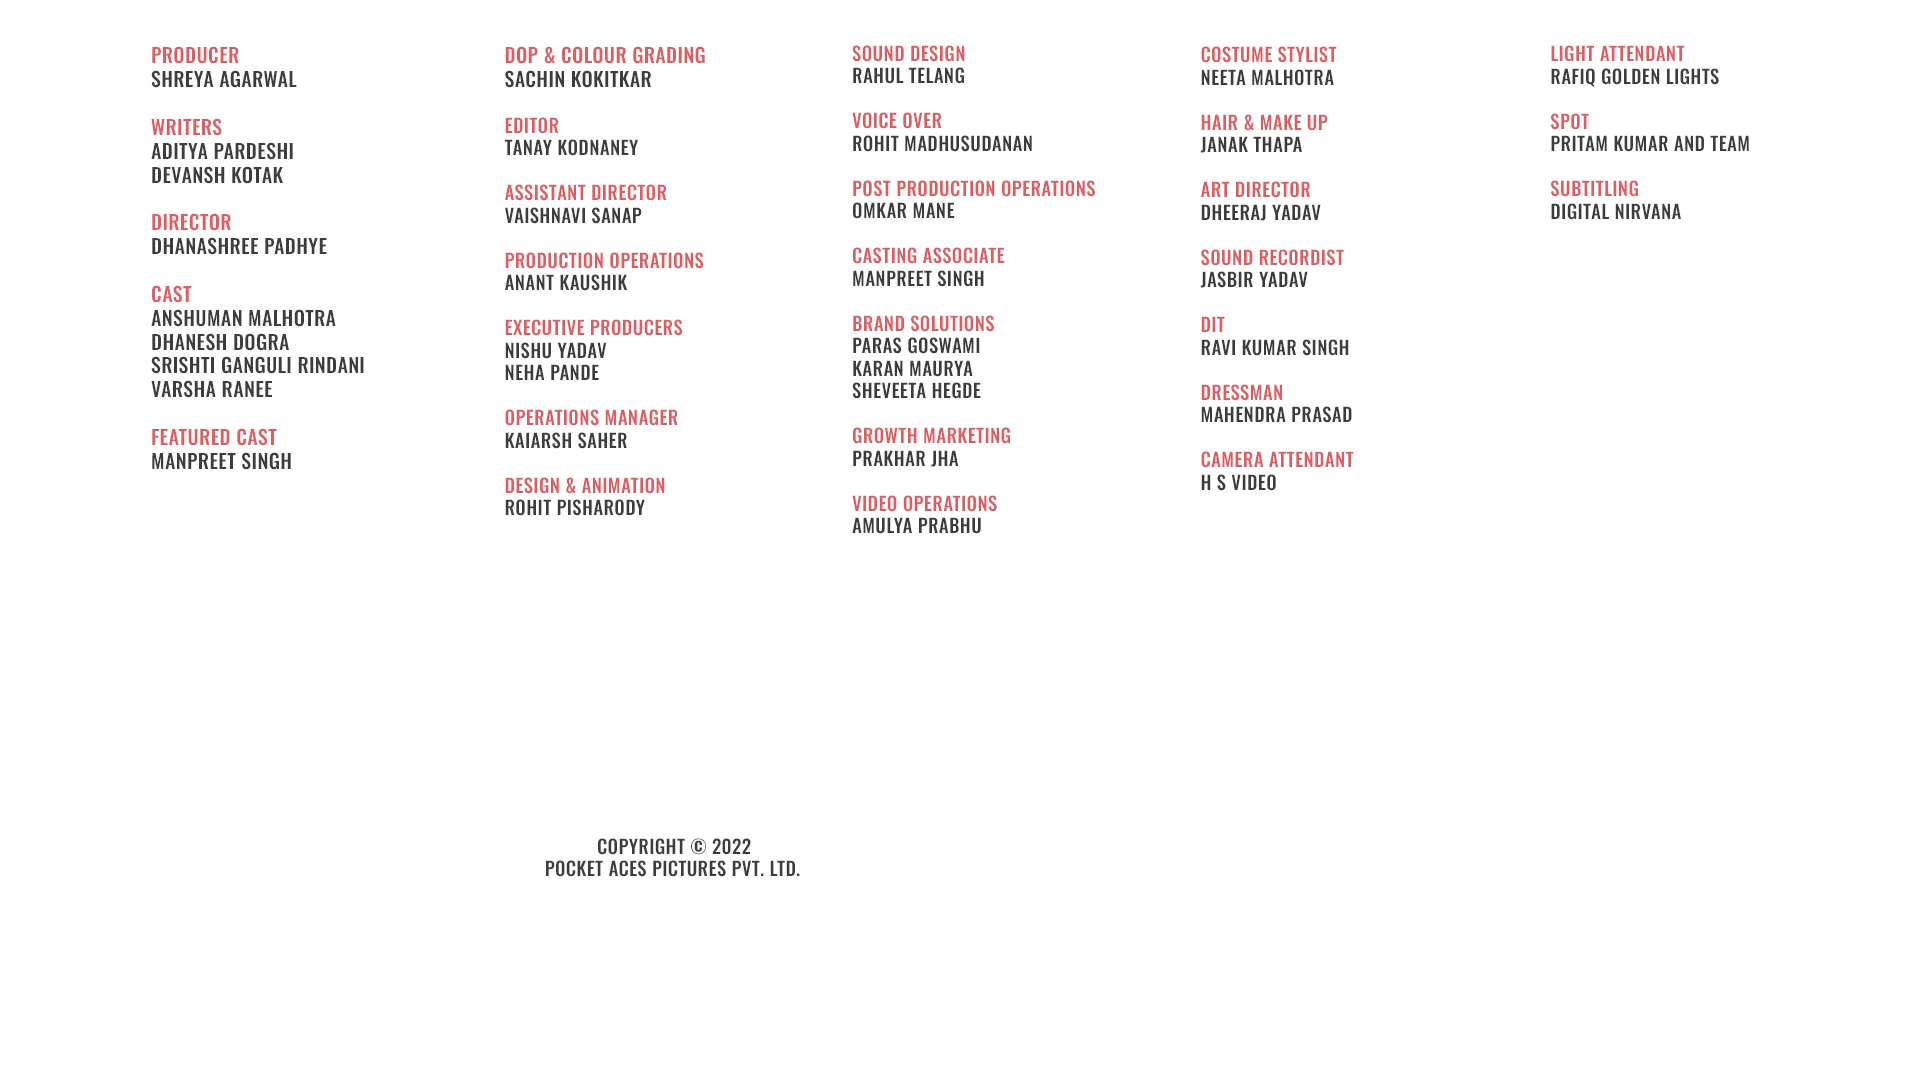 PRODUCER
SHREYA AGARWAL
WRITERS
ADITYA PARDESHI
DEVANSH KOTAK
DIRECTOR
DHANASHREE PADHYE
CAST
ANSHUMAN MALHOTRA
DHANESH DOGRA
SRISHTI GANGULI RINDANI
VARSHA RANEE
FEATURED CAST
MANPREET SINGH
DOP & COLOUR GRADING
SACHIN KOKITKAR
EDITOR
TANAY KODNANEY
ASSISTANT DIRECTOR
VAISHNAVI SANAP
PRODUCTION OPERATIONS
ANANT KAUSHIK
EXECUTIVE PRODUCERS
NISHU YADAV
NEHA PANDE
OPERATIONS MANAGER
KAIARSH SAHER
DESIGN & ANIMATION
ROHIT PISHARODY
SOUND DESIGN
RAHUL TELANG
VOICE OVER
ROHIT MADHUSUDANAN
POST PRODUCTION OPERATIONS
OMKAR MANE
CASTING ASSOCIATE
MANPREET SINGH
BRAND SOLUTIONS
PARAS GOSWAMI
KARAN MAURYA
SHEVEETA HEGDE
GROWTH MARKETING
PRAKHAR JHA
VIDEO OPERATIONS
AMULYA PRABHU
COSTUME STYLIST
NEETA MALHOTRA
HAIR & MAKE UP
JANAK THAPA
ART DIRECTOR
DHEERAJ YADAV
SOUND RECORDIST
JASBIR YADAV
DIT
RAVI KUMAR SINGH
DRESSMAN
MAHENDRA PRASAD
CAMERA ATTENDANT
H S VIDEO
LIGHT ATTENDANT
RAFIQ GOLDEN LIGHTS
SPOT
PRITAM KUMAR AND TEAM
SUBTITLING
DIGITAL NIRVANA
COPYRIGHT © 2022
POCKET ACES PICTURES PVT. LTD.